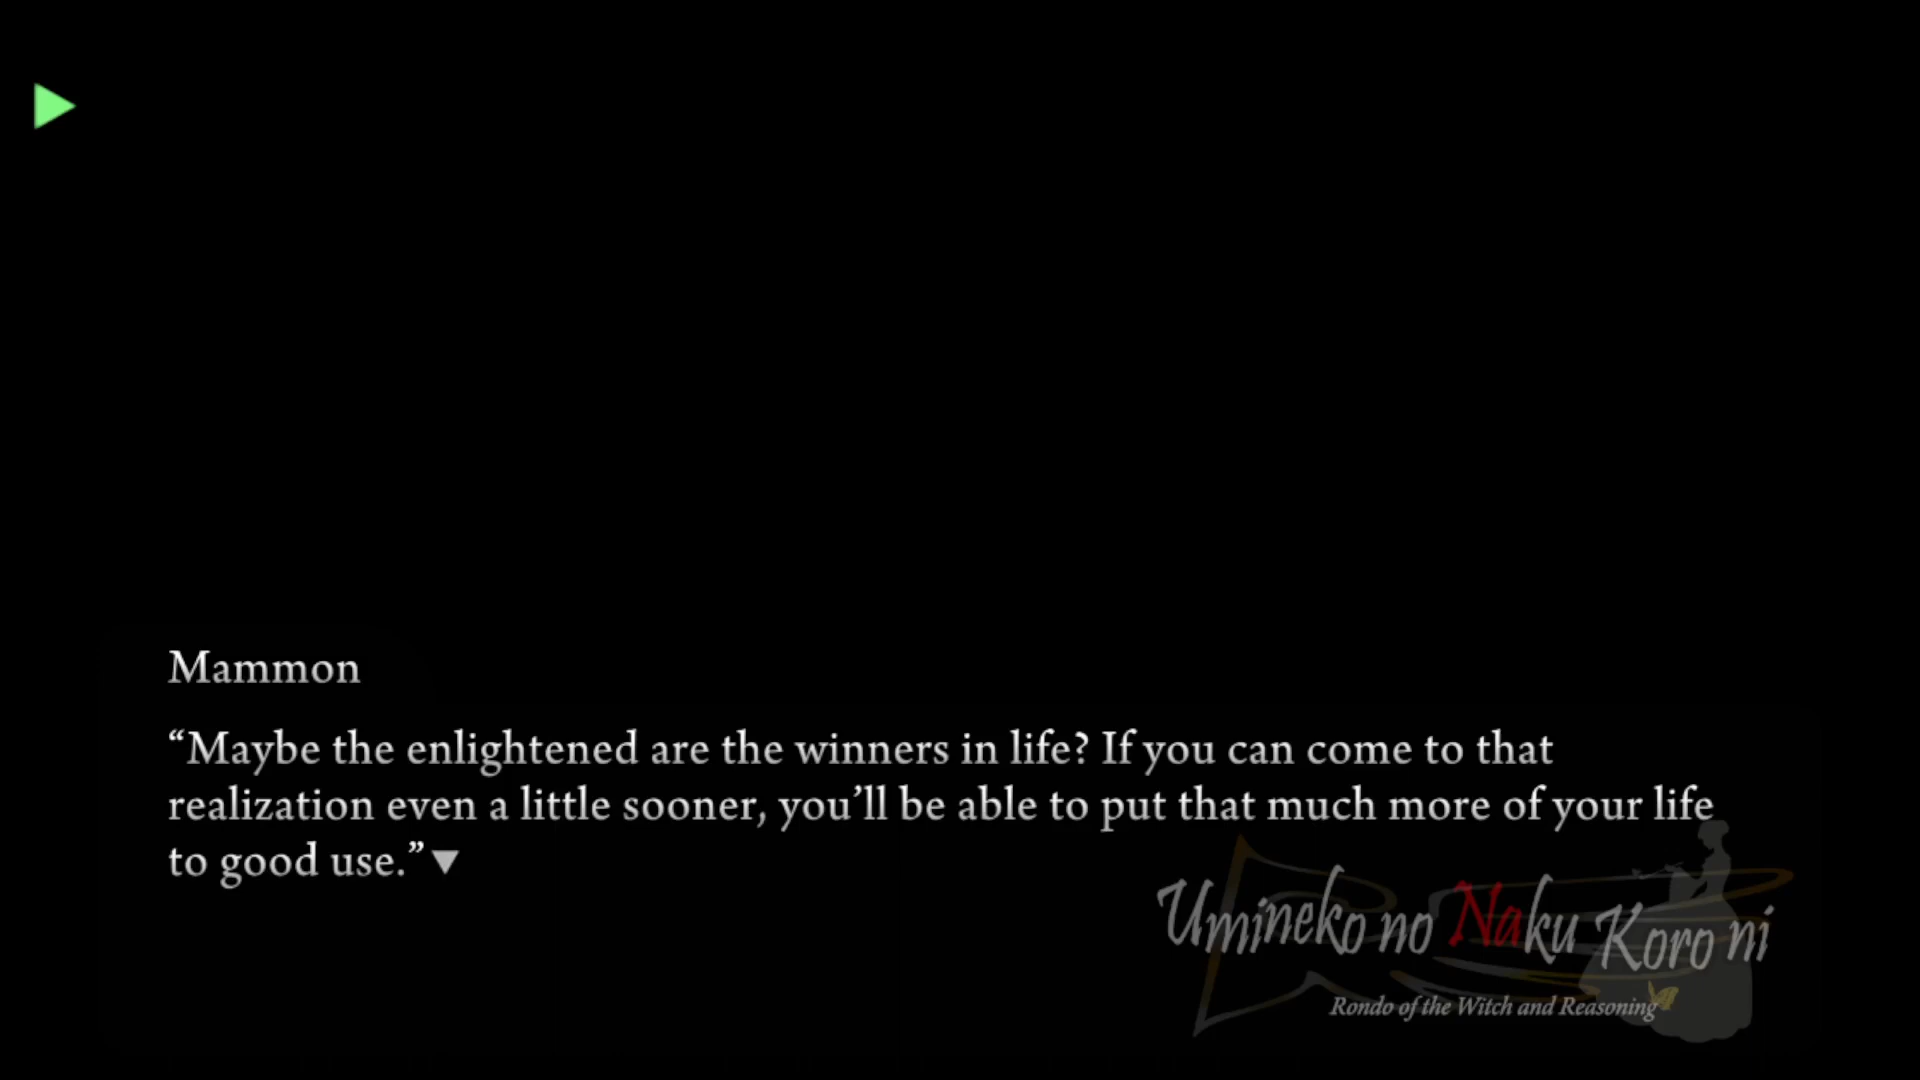 Mammon
“Maybe the enlightened are the winners in life? If you can come to that
realization even a little sooner, you’ll be able to put that much more of your life
to good use.”
Umineko no Naku Koro ni
Rondo of the Witch and Reasoning